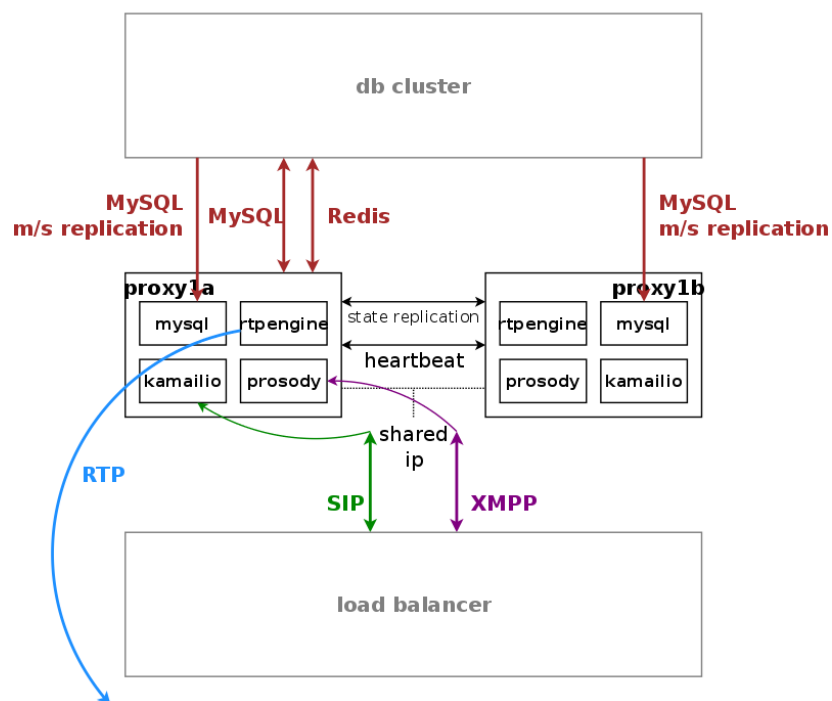 db cluster
MySQL
m/s replication
MySQL
Redis
MySQL
m/s replication
proxy1a
mysql
rtpengine
kamailio
prosody
state replication
heartbeat
shared
ip
proxy1b
rtpengine
mysql
prosody
kamailio
RTP
SIP
XMPP
load balancer